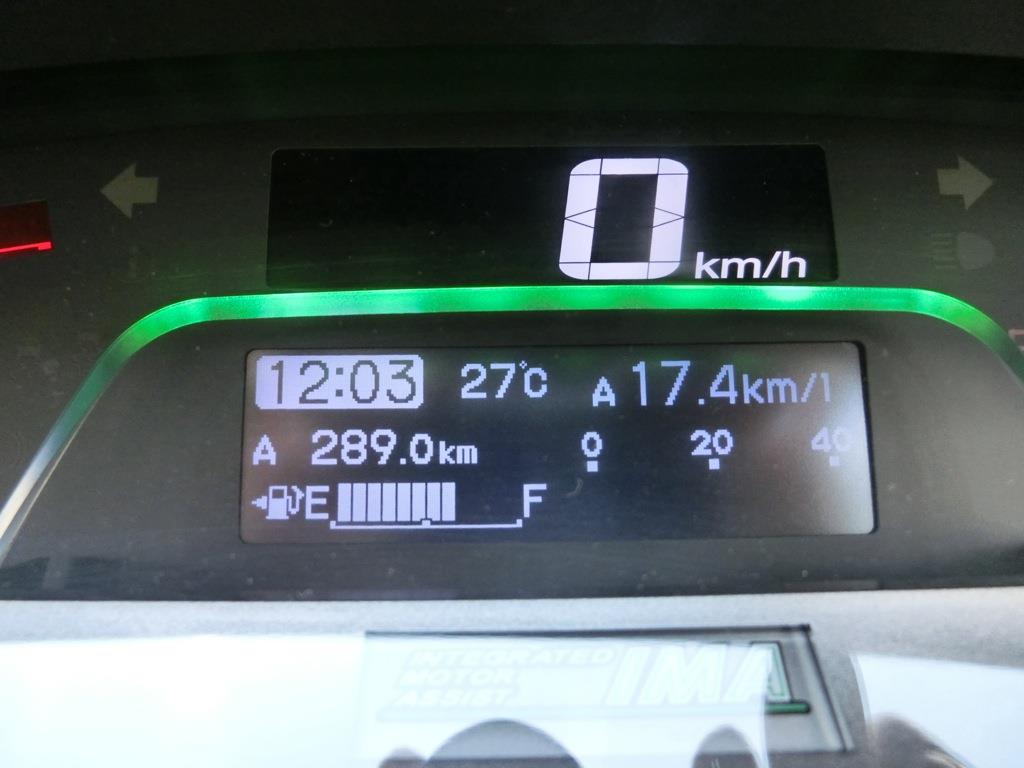 0 km/h
12:03 27°C A 17.4km/l
A 289.0km 0 20 40
E F
INTEGRATED
MOTOR
ASSIST
IMA